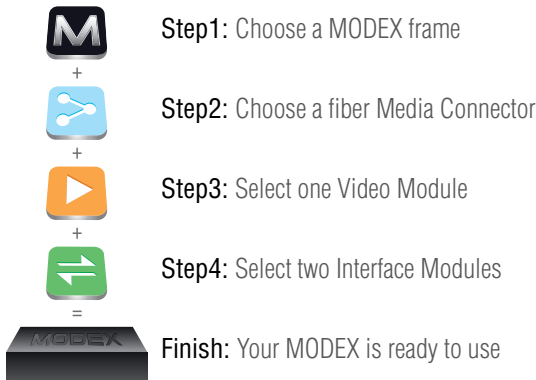 M
Step1: Choose a MODEX frame
+
Step2: Choose a fiber Media Connector
+
Step3: Select one Video Module
+
Step4: Select two Interface Modules
=
MODEX
Finish: Your MODEX is ready to use